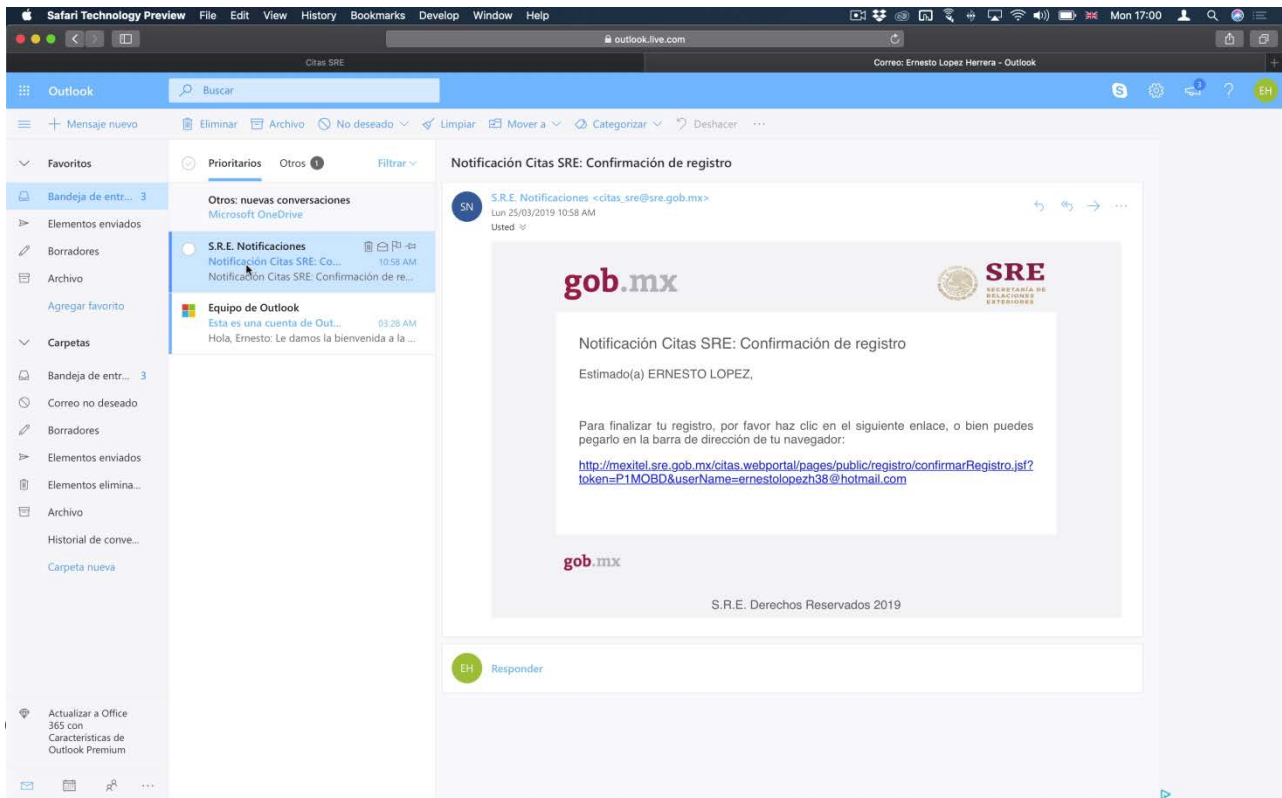 Safari Technology Preview File Edit View History Bookmarks Develop Window Help Mon 17:00
outlook.live.com
Citas SRE Correo: Ernesto Lopez Herrera - Outlook
Outlook Buscar S 3 ? EH
+ Mensaje nuevo Eliminar Archivo No deseado Limpiar Mover a Categorizar Deshacer ...
Favoritos
Bandeja de entr... 3
Elementos enviados
Borradores
Archivo
Agregar favorito
Carpetas
Bandeja de entr... 3
Correo no deseado
Borradores
Elementos enviados
Elementos elimina...
Archivo
Historial de conve...
Carpeta nueva
Actualizar a Office
365 con
Características de
Outlook Premium
...
Prioritarios Otros 1 Filtrar
Otros: nuevas conversaciones
Microsoft OneDrive
S.R.E. Notificaciones
Notificación Citas SRE: Co... 10:58 AM
Notificación Citas SRE: Confirmación de re...
Equipo de Outlook
Esta es una cuenta de Out... 03:28 AM
Hola, Ernesto: Le damos la bienvenida a la ...
Notificación Citas SRE: Confirmación de registro
SN S.R.E. Notificaciones <citas_sre@sre.gob.mx>
Lun 25/03/2019 10:58 AM
Usted
...
gob.mx
SRE
SECRETARÍA DE
RELACIONES
EXTERIORES
Notificación Citas SRE: Confirmación de registro
Estimado(a) ERNESTO LOPEZ,
Para finalizar tu registro, por favor haz clic en el siguiente enlace, o bien puedes
pegarlo en la barra de dirección de tu navegador:
http://mexitel.sre.gob.mx/citas.webportal/pages/public/registro/confirmarRegistro.jsf?
token=P1MOBD&userName=ernestolopezh38@hotmail.com
gob.mx
S.R.E. Derechos Reservados 2019
EH Responder